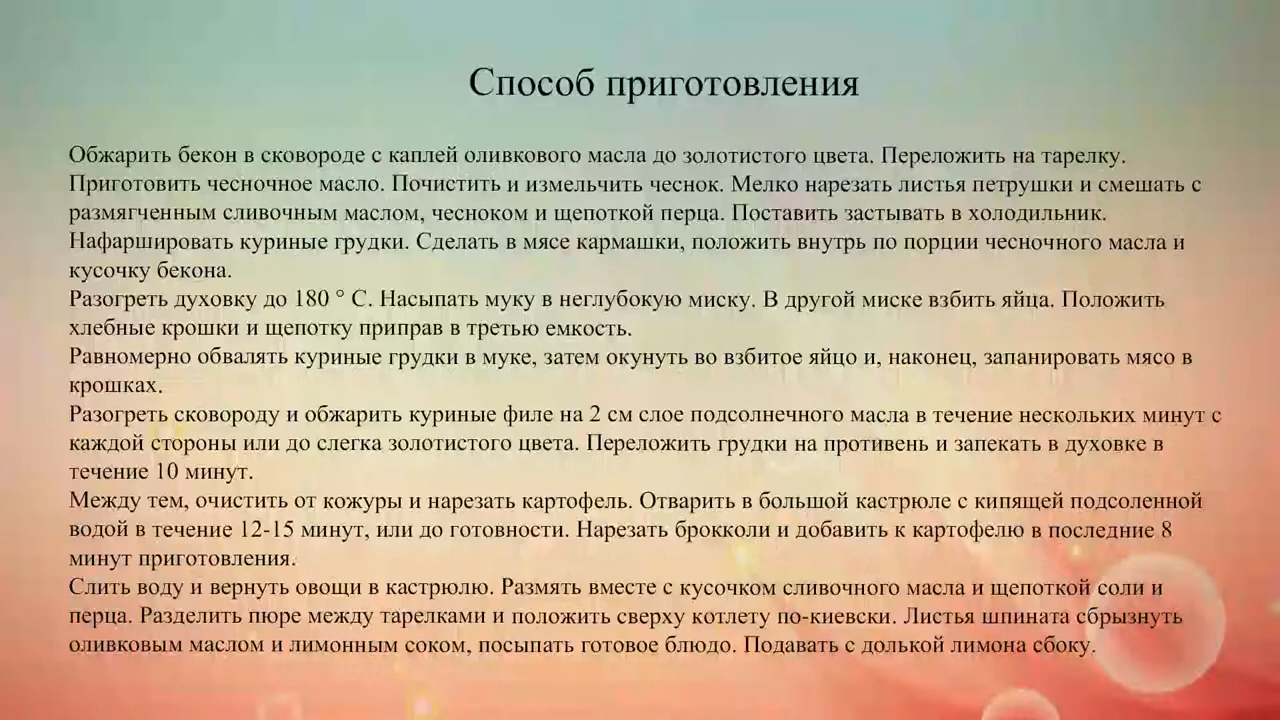 Способ приготовления
Обжарить бекон в сковороде с каплей оливкового масла до золотистого цвета. Переложить на тарелку.
Приготовить чесночное масло. Почистить и измельчить чеснок. Мелко нарезать листья петрушки и смешать с
размягченным сливочным маслом, чесноком и щепоткой перца. Поставить застывать в холодильник.
Нафаршировать куриные грудки. Сделать в мясе кармашки, положить внутрь по порции чесночного масла и
кусочку бекона.
Разогреть духовку до 180 ° С. Насыпать муку в неглубокую миску. В другой миске взбить яйца. Положить
хлебные крошки и щепотку приправ в третью емкость.
Равномерно обвалять куриные грудки в муке, затем окунуть во взбитое яйцо и, наконец, запанировать мясо в
крошках.
Разогреть сковороду и обжарить куриные филе на 2 см слое подсолнечного масла в течение нескольких минут с
каждой стороны или до слегка золотистого цвета. Переложить грудки на противень и запекать в духовке в
течение 10 минут.
Между тем, очистить от кожуры и нарезать картофель. Отварить в большой кастрюле с кипящей подсоленной
водой в течение 12-15 минут, или до готовности. Нарезать брокколи и добавить к картофелю в последние 8
минут приготовления.
Слить воду и вернуть овощи в кастрюлю. Размять вместе с кусочком сливочного масла и щепоткой соли и
перца. Разделить пюре между тарелками и положить сверху котлету по-киевски. Листья шпината сбрызнуть
оливковым маслом и лимонным соком, посыпать готовое блюдо. Подавать с долькой лимона сбоку.